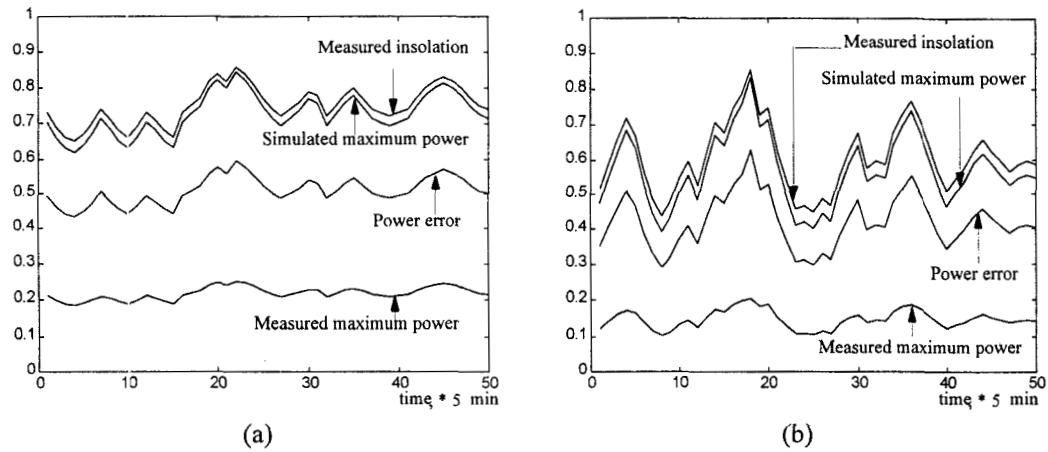 1
0.9
0.8
0.7
0.6
0.5
0.4
0.3
0.2
0.1
0
Measured insolation
Simulated maximum power
Power error
Measured maximum power
0 10 20 30 40 50
time * 5 min
(a)
1
0.9
0.8
0.7
0.6
0.5
0.4
0.3
0.2
0.1
0
Measured insolation
Simulated maximum power
Power error
Measured maximum power
0 10 20 30 40 50
time * 5 min
(b)